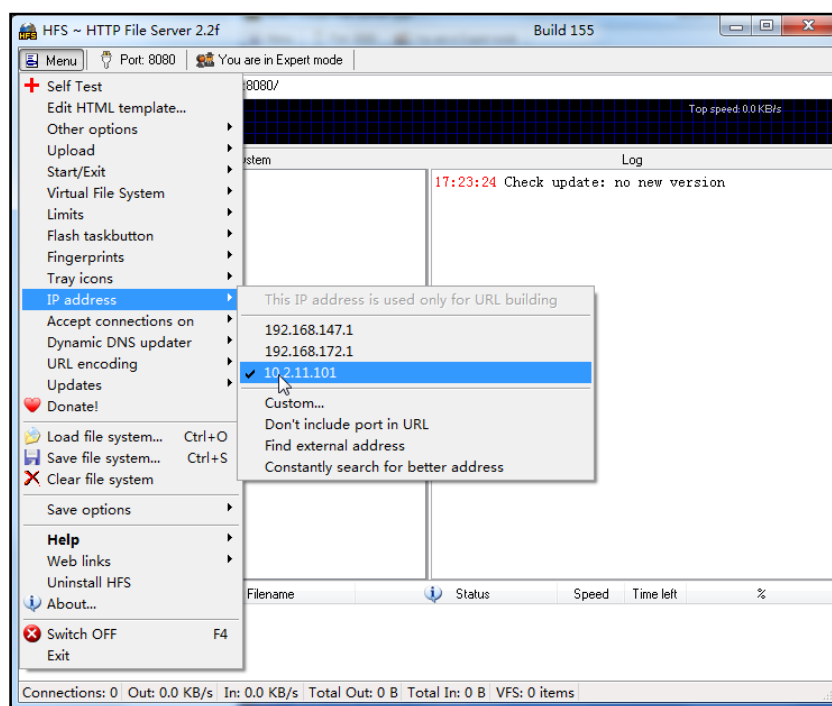 HFS ~ HTTP File Server 2.2f Build 155
Menu Port: 8080 You are in Expert mode
:8080/
Top speed: 0.0 KB/s
Log
17:23:24 Check update: no new version
Self Test
Edit HTML template...
Other options
Upload
Start/Exit
Virtual File System
Limits
Flash taskbutton
Fingerprints
Tray icons
IP address
Accept connections on
Dynamic DNS updater
URL encoding
Updates
Donate!
Load file system... Ctrl+O
Save file system... Ctrl+S
Clear file system
Save options
Help
Web links
Uninstall HFS
About...
Switch OFF F4
Exit
This IP address is used only for URL building
192.168.147.1
192.168.172.1
10.2.11.101
Custom...
Don't include port in URL
Find external address
Constantly search for better address
Filename Status Speed Time left %
Connections: 0 Out: 0.0 KB/s In: 0.0 KB/s Total Out: 0 B Total In: 0 B VFS: 0 items